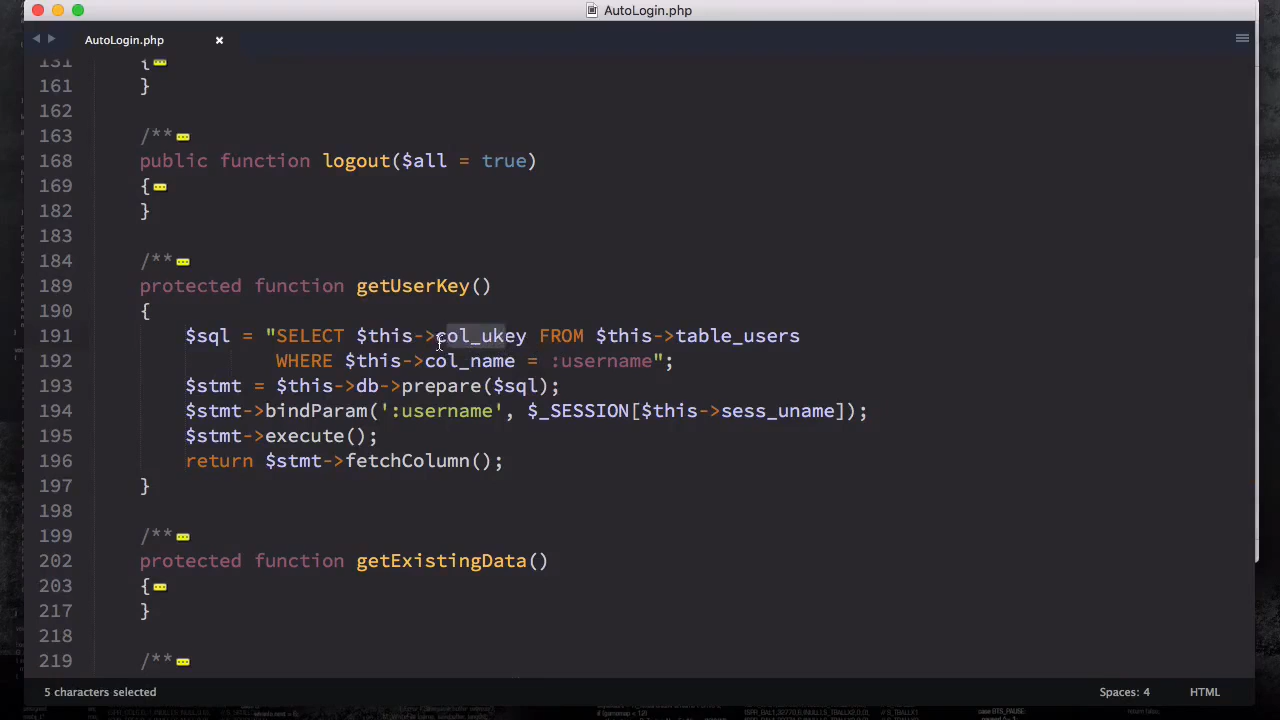 AutoLogin.php
AutoLogin.php
131 {
161 }
162
163 /**
168 public function logout($all = true)
169 {
182 }
183
184 /**
189 protected function getUserKey()
190 {
191 $sql = "SELECT $this->col_ukey FROM $this->table_users
192 WHERE $this->col_name = :username";
193 $stmt = $this->db->prepare($sql);
194 $stmt->bindParam(':username', $_SESSION[$this->sess_uname]);
195 $stmt->execute();
196 return $stmt->fetchColumn();
197 }
198
199 /**
202 protected function getExistingData()
203 {
217 }
218
219 /**
5 characters selected
Spaces: 4
HTML